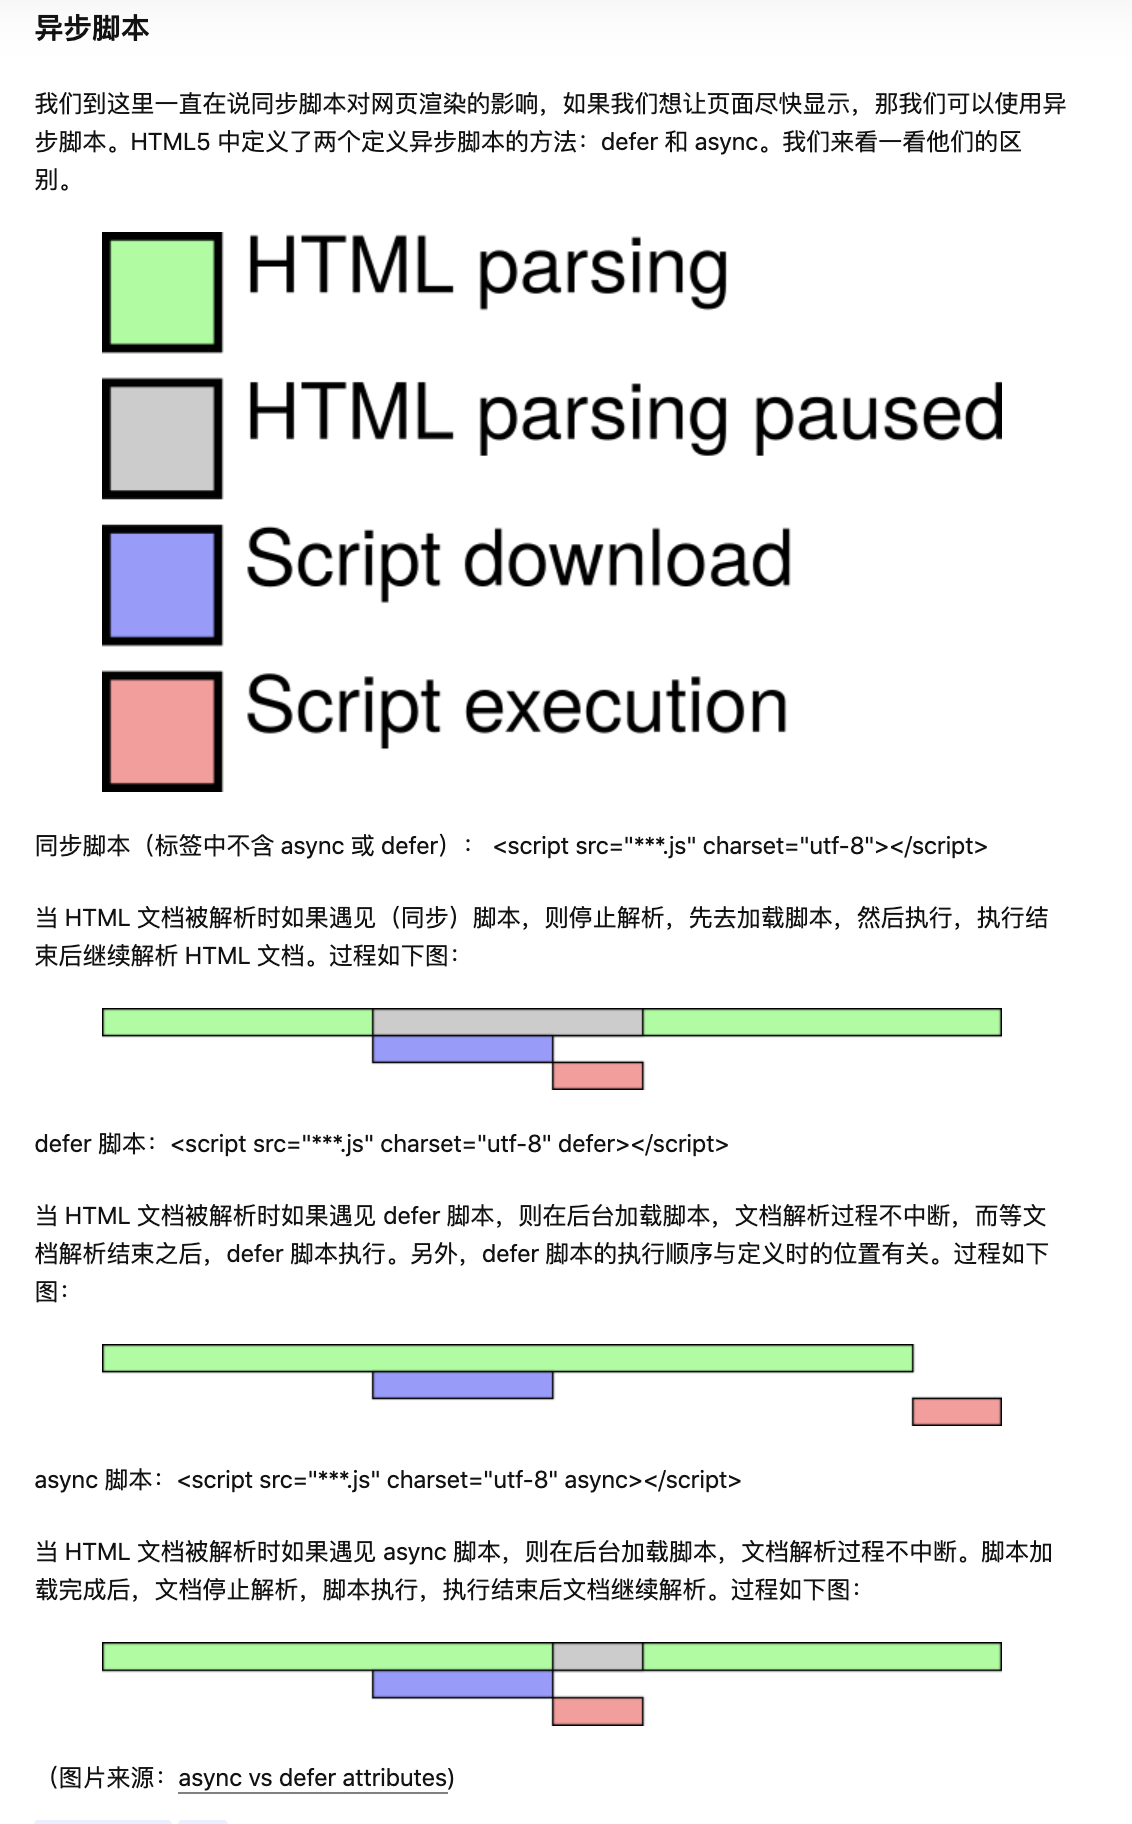 异步脚本
我们到这里一直在说同步脚本对网页渲染的影响，如果我们想让页面尽快显示，那我们可以使用异
步脚本。HTML5 中定义了两个定义异步脚本的方法：defer 和 async。我们来看一看他们的区
别。
HTML parsing
HTML parsing paused
Script download
Script execution
同步脚本（标签中不含 async 或 defer）： <script src="***.js" charset="utf-8"></script>
当 HTML 文档被解析时如果遇见（同步）脚本，则停止解析，先去加载脚本，然后执行，执行结
束后继续解析 HTML 文档。过程如下图：
defer 脚本：<script src="***.js" charset="utf-8" defer></script>
当 HTML 文档被解析时如果遇见 defer 脚本，则在后台加载脚本，文档解析过程不中断，而等文
档解析结束之后，defer 脚本执行。另外，defer 脚本的执行顺序与定义时的位置有关。过程如下
图：
async 脚本：<script src="***.js" charset="utf-8" async></script>
当 HTML 文档被解析时如果遇见 async 脚本，则在后台加载脚本，文档解析过程不中断。脚本加
载完成后，文档停止解析，脚本执行，执行结束后文档继续解析。过程如下图：
（图片来源：async vs defer attributes)